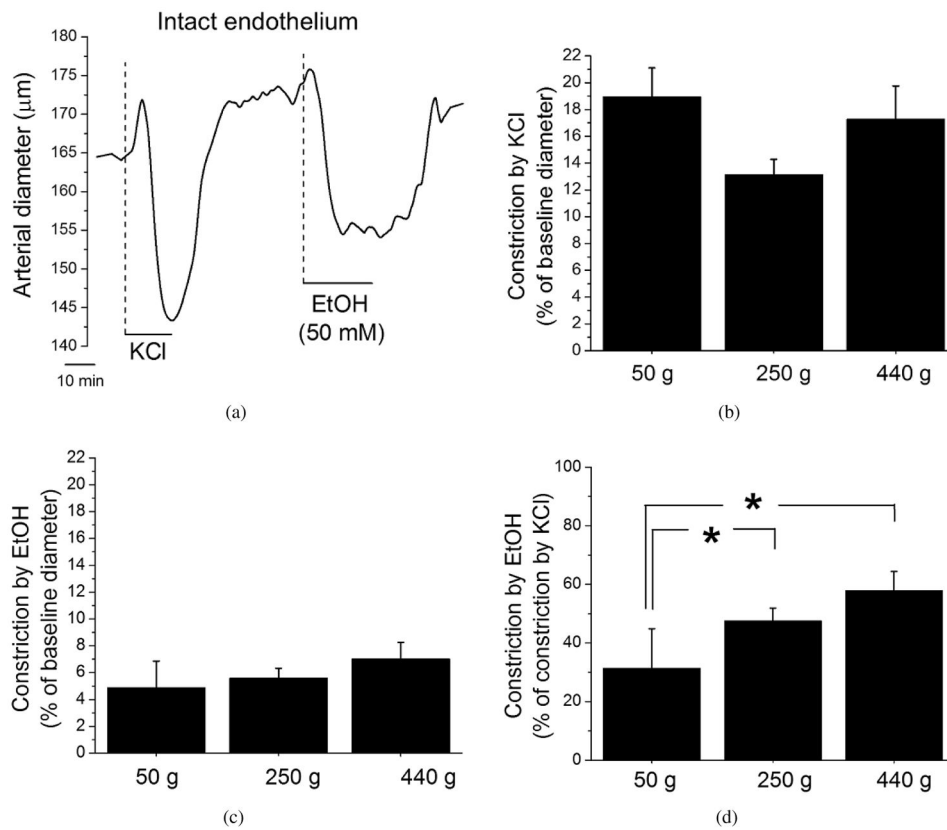 Intact endothelium
Arterial diameter (μm)
180
175
170
165
160
155
150
145
140
KCl
EtOH
(50 mM)
10 min
(a)
Constriction by KCl
(% of baseline diameter)
22
20
18
16
14
12
10
8
6
4
2
0
50 g 250 g 440 g
(b)
Constriction by EtOH
(% of baseline diameter)
22
20
18
16
14
12
10
8
6
4
2
0
50 g 250 g 440 g
(c)
Constriction by EtOH
(% of constriction by KCl)
100
80
60
40
20
0
*
*
50 g 250 g 440 g
(d)